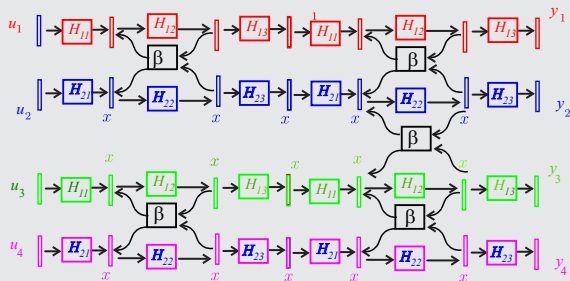 1
u₁ H₁₁ H₁₂ H₁₃ H₁₁ H₁₂ H₁₃ y₁
β β
u₂ H₂₁ H₂₂ H₂₃ H₂₁ H₂₂ H₂₃ y₂
x x x x x
β
x x x x x
u₃ H₁₁ H₁₂ H₁₃ H₁₁ H₁₂ H₁₃ y₃
β β
u₄ H₂₁ H₂₂ H₂₃ H₂₁ H₂₂ H₂₃ y₄
x x x x x